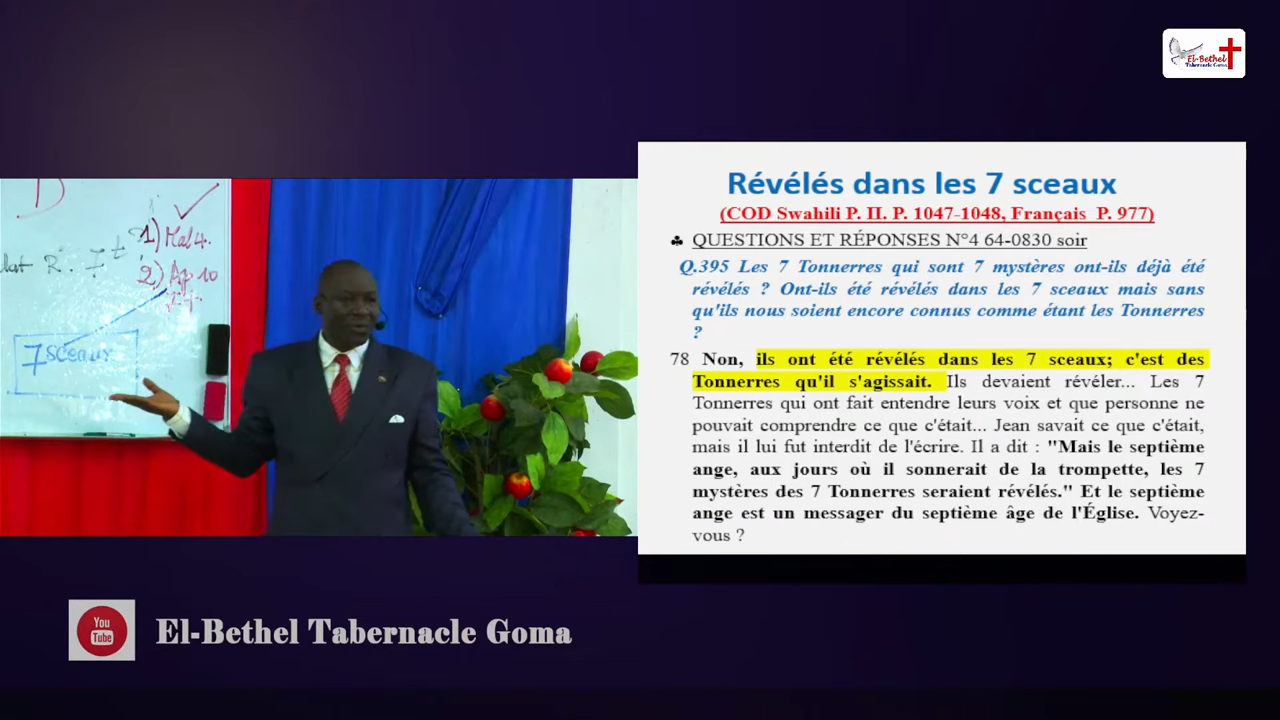 El-Bethel
Tabernacle Goma
D
1) Mal 4.
R. 7
2) Ap 10
7 sceaux
Révélés dans les 7 sceaux
(COD Swahili P. II. P. 1047-1048, Français P. 977)
♣ QUESTIONS ET RÉPONSES N°4 64-0830 soir
Q.395 Les 7 Tonnerres qui sont 7 mystères ont-ils déjà été
révélés ? Ont-ils été révélés dans les 7 sceaux mais sans
qu'ils nous soient encore connus comme étant les Tonnerres
?
78 Non, ils ont été révélés dans les 7 sceaux; c'est des
Tonnerres qu'il s'agissait. Ils devaient révéler... Les 7
Tonnerres qui ont fait entendre leurs voix et que personne ne
pouvait comprendre ce que c'était... Jean savait ce que c'était,
mais il lui fut interdit de l'écrire. Il a dit : "Mais le septième
ange, aux jours où il sonnerait de la trompette, les 7
mystères des 7 Tonnerres seraient révélés." Et le septième
ange est un messager du septième âge de l'Église. Voyez-
vous ?
You
Tube
El-Bethel Tabernacle Goma